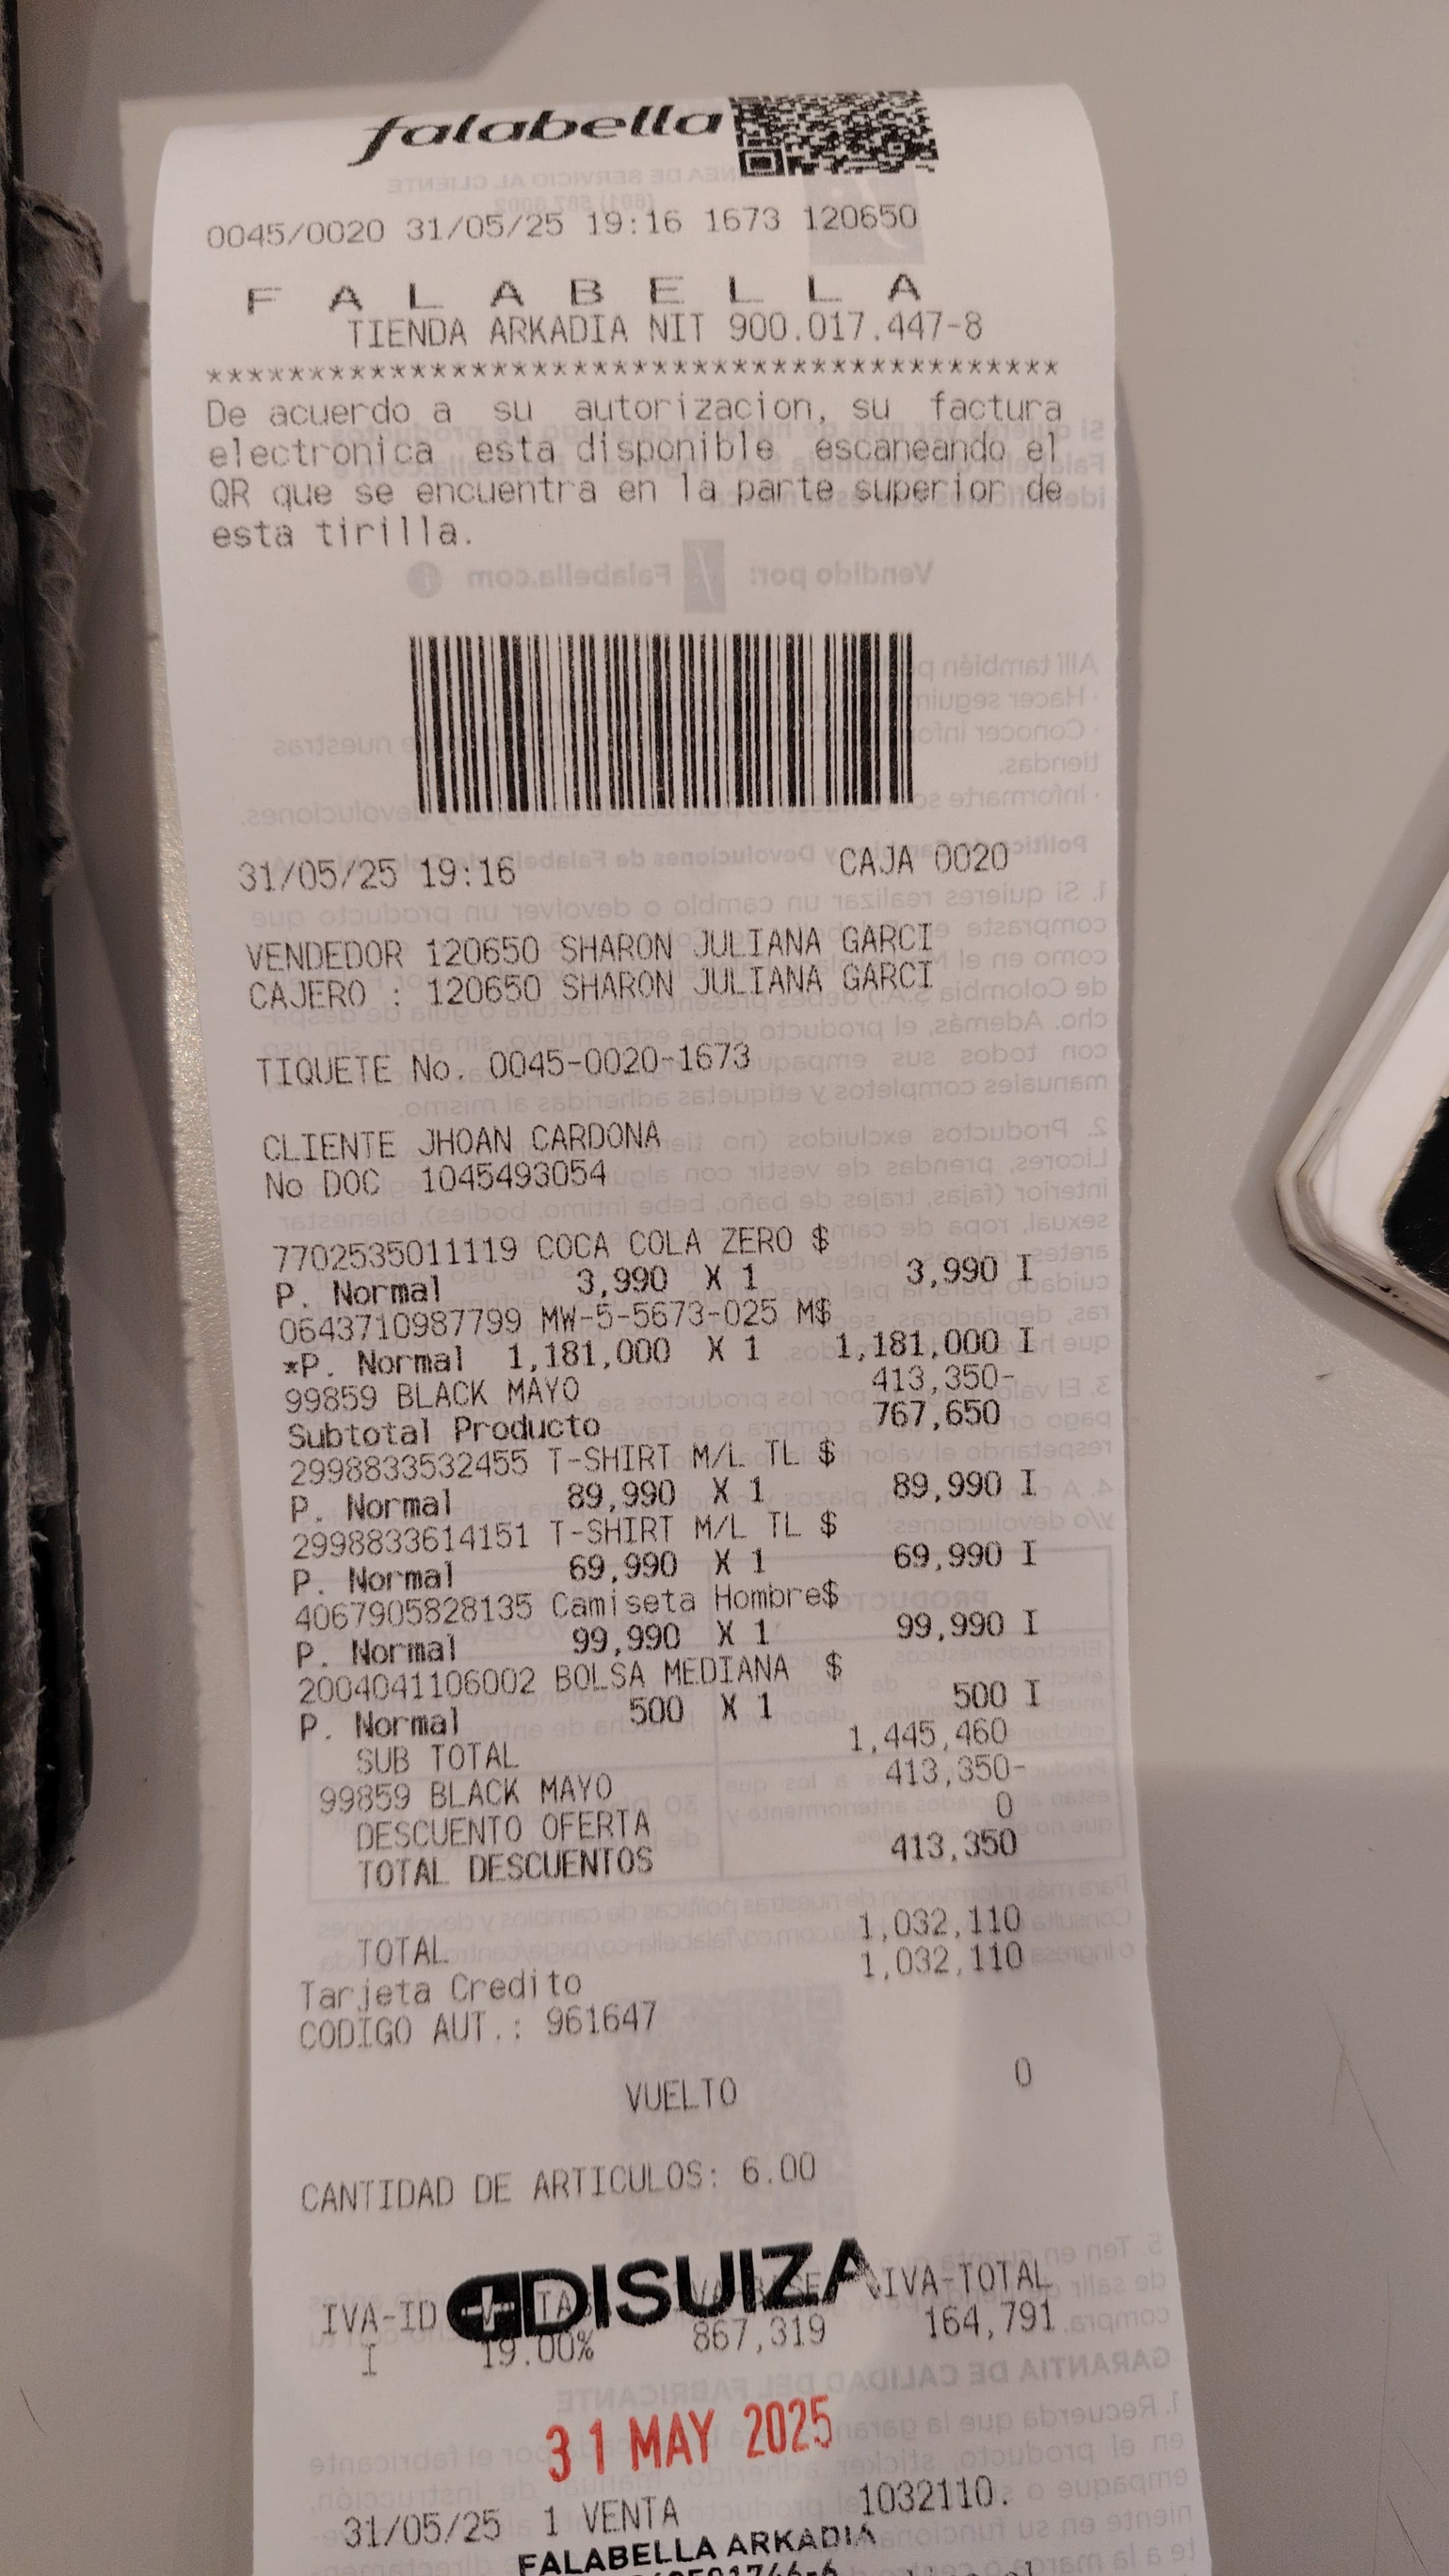 falabella
0045/0020 31/05/25 19:16 1673 120650
F A L A B E L L A
TIENDA ARKADIA NIT 900.017.447-8
*****************************************
De acuerdo a su autorizacion, su factura
electronica esta disponible escaneando el
QR que se encuentra en la parte superior de
esta tirilla.
31/05/25 19:16 CAJA 0020
VENDEDOR 120650 SHARON JULIANA GARCI
CAJERO : 120650 SHARON JULIANA GARCI
TIQUETE No. 0045-0020-1673
CLIENTE JHOAN CARDONA
No DOC 1045493054
7702535011119 COCA COLA ZERO $
P. Normal 3,990 X 1 3,990 I
0643710987799 MW-5-5673-025 M$
*P. Normal 1,181,000 X 1 1,181,000 I
99859 BLACK MAYO 413,350-
Subtotal Producto 767,650
2998833532455 T-SHIRT M/L TL $
P. Normal 89,990 X 1 89,990 I
2998833614151 T-SHIRT M/L TL $
P. Normal 69,990 X 1 69,990 I
4067905828135 Camiseta Hombre$
P. Normal 99,990 X 1 99,990 I
2004041106002 BOLSA MEDIANA $
P. Normal 500 X 1 500 I
SUB TOTAL 1,445,460
99859 BLACK MAYO 413,350-
DESCUENTO OFERTA 0
TOTAL DESCUENTOS 413,350
TOTAL 1,032,110
Tarjeta Credito 1,032,110
CODIGO AUT.: 961647
VUELTO 0
CANTIDAD DE ARTICULOS: 6.00
DISUIZA
IVA-ID IVA-TOTAL
I 19.00% 867,319 164,791
31 MAY 2025
31/05/25 1 VENTA 1032110.
FALABELLA ARKADIA